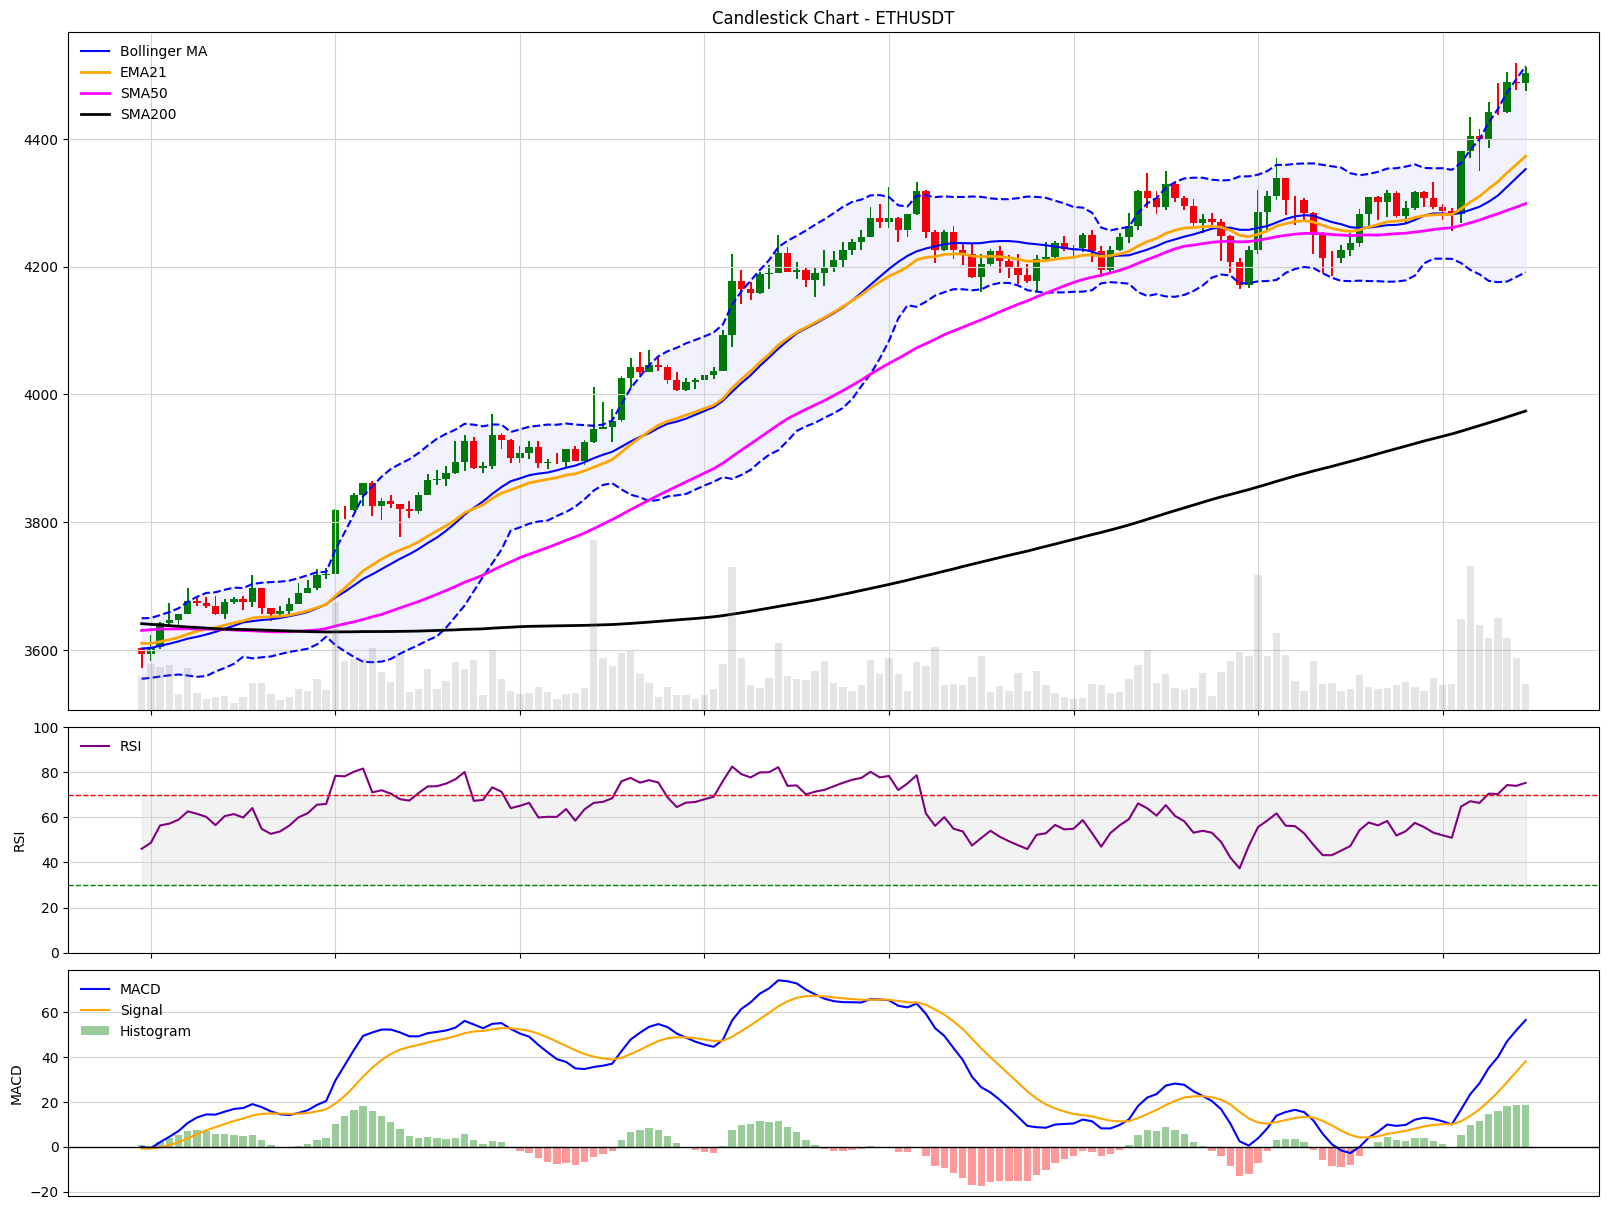 Candlestick Chart - ETHUSDT
Bollinger MA
EMA21
SMA50
SMA200
4400
4200
4000
3800
3600
RSI
100
80
60
40
20
0
RSI
MACD
Signal
Histogram
60
40
20
0
−20
MACD